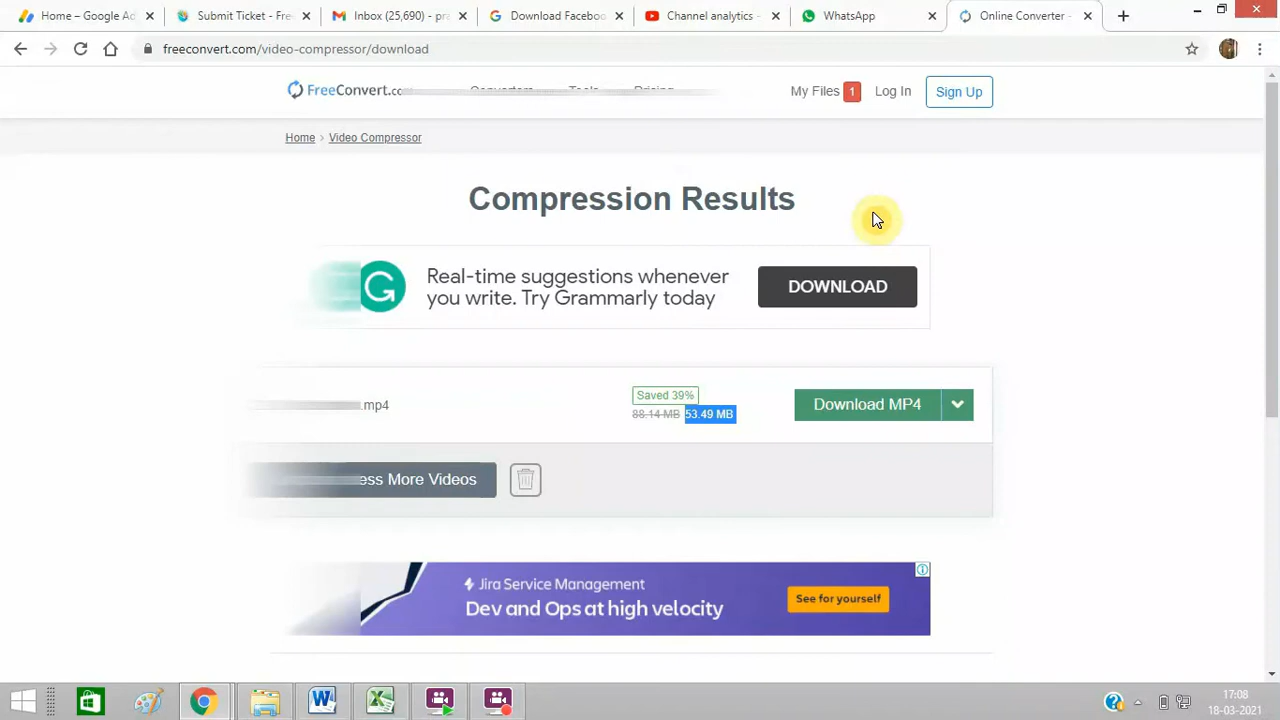 Home – Google Ad
Submit Ticket - Fre
Inbox (25,690) - pra
Download Faceboo
Channel analytics -
WhatsApp
Online Converter -
freeconvert.com/video-compressor/download
FreeConvert.co
Converters
Tools
Pricing
My Files 1
Log In
Sign Up
Home › Video Compressor
Compression Results
Real-time suggestions whenever
you write. Try Grammarly today
DOWNLOAD
.mp4
Saved 39%
88.14 MB 53.49 MB
Download MP4
ess More Videos
Jira Service Management
Dev and Ops at high velocity
See for yourself
17:08
18-03-2021